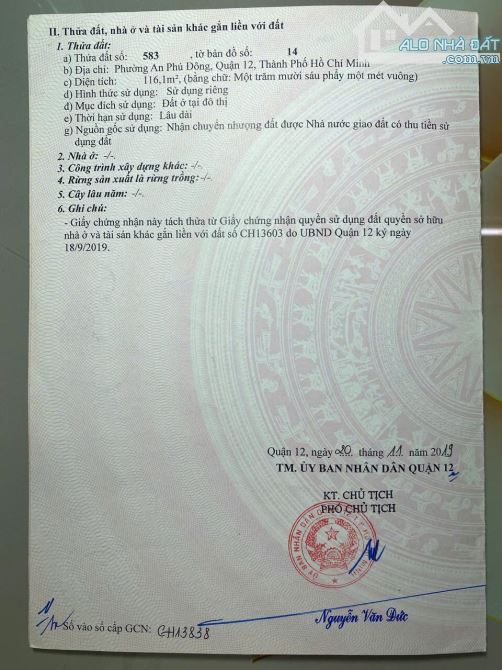 ALO NHÀ ĐẤT
.com.vn
II. Thửa đất, nhà ở và tài sản khác gắn liền với đất
1. Thửa đất:
a) Thửa đất số: 583 , tờ bản đồ số: 14
b) Địa chỉ: Phường An Phú Đông, Quận 12, Thành Phố Hồ Chí Minh
c) Diện tích: 116,1m², (bằng chữ: Một trăm mười sáu phẩy một mét vuông)
d) Hình thức sử dụng: Sử dụng riêng
đ) Mục đích sử dụng: Đất ở tại đô thị
e) Thời hạn sử dụng: Lâu dài
g) Nguồn gốc sử dụng: Nhận chuyển nhượng đất được Nhà nước giao đất có thu tiền sử
dụng đất
2. Nhà ở: -/-.
3. Công trình xây dựng khác: -/-.
4. Rừng sản xuất là rừng trồng:-/-.
5. Cây lâu năm: -/-.
6. Ghi chú:
- Giấy chứng nhận này tách thửa từ Giấy chứng nhận quyền sử dụng đất quyền sở hữu
nhà ở và tài sản khác gắn liền với đất số CH13603 do UBND Quận 12 ký ngày
18/9/2019.
Quận 12, ngày 20 tháng 11 năm 2019
TM. ỦY BAN NHÂN DÂN QUẬN 12
KT. CHỦ TỊCH
PHÓ CHỦ TỊCH
Nguyễn Văn Đức
Số vào sổ cấp GCN: CH13838